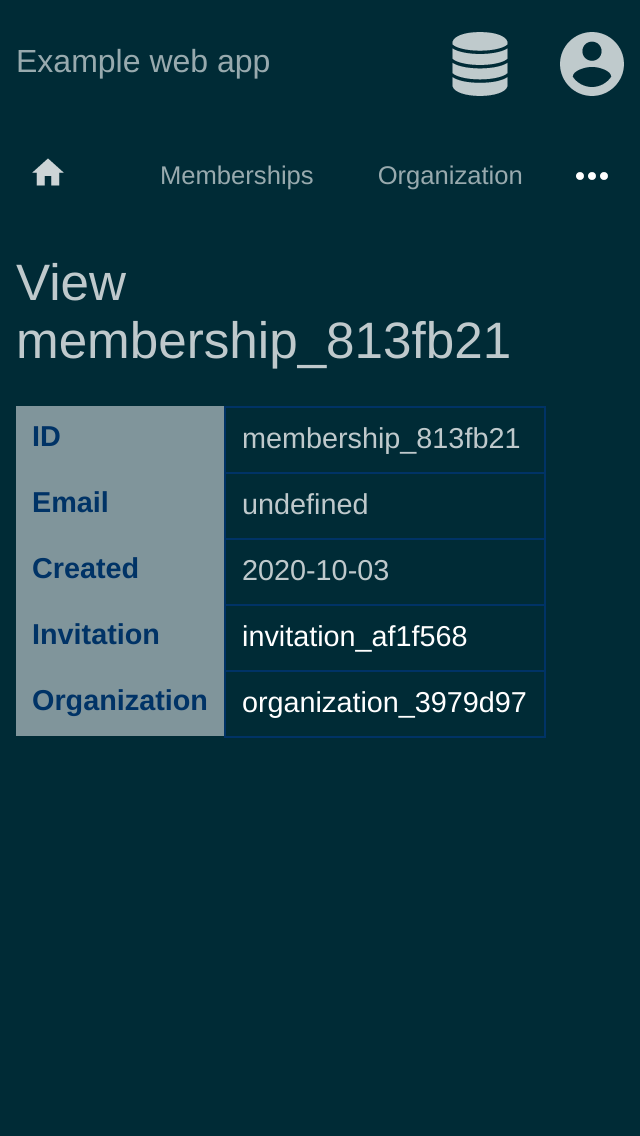 Example web app
Memberships Organization
View
membership_813fb21
ID membership_813fb21
Email undefined
Created 2020-10-03
Invitation invitation_af1f568
Organization organization_3979d97